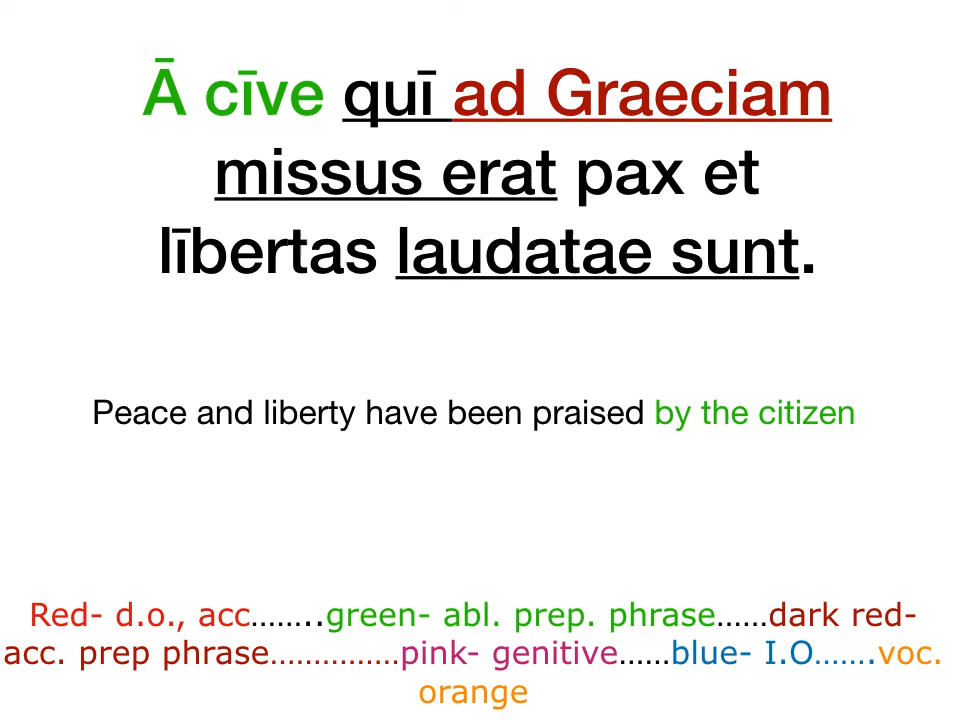 Ā cīve quī ad Graeciam
missus erat pax et
lībertas laudatae sunt.
Peace and liberty have been praised by the citizen
Red- d.o., acc……..green- abl. prep. phrase……dark red-
acc. prep phrase……………pink- genitive……blue- I.O…….voc.
orange